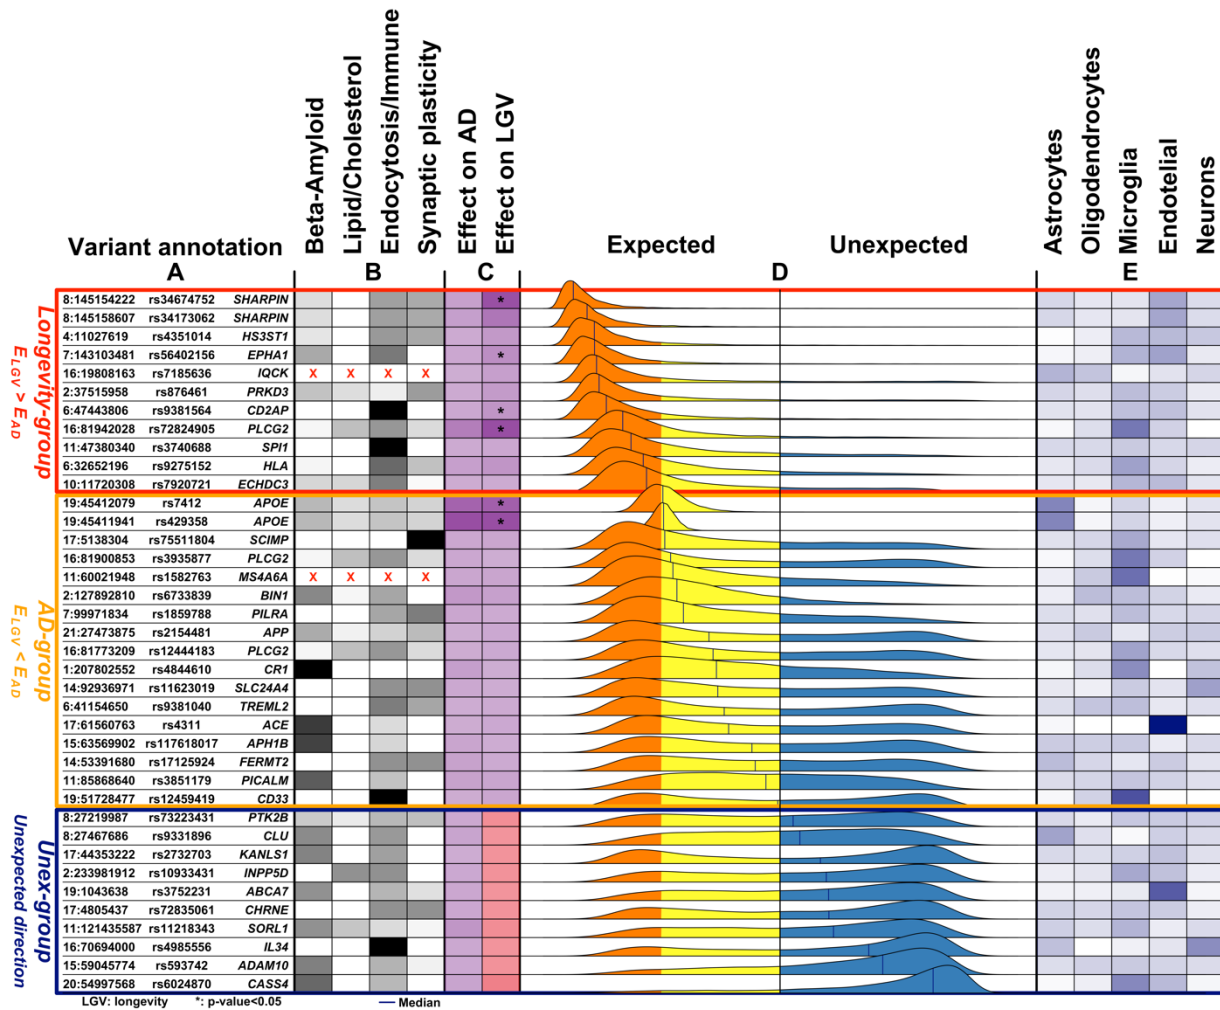 Beta-Amyloid
Lipid/Cholesterol
Endocytosis/Immune
Synaptic plasticity
Effect on AD
Effect on LGV
Astrocytes
Oligodendrocytes
Microglia
Endotelial
Neurons
Variant annotation
Expected
Unexpected
A
B
C
D
E
Longevity-group
E LGV > E AD
8:145154222 rs34674752 SHARPIN *
8:145158607 rs34173062 SHARPIN
4:11027619 rs4351014 HS3ST1
7:143103481 rs56402156 EPHA1 *
16:19808163 rs7185636 IQCK X X X X
2:37515958 rs876461 PRKD3
6:47443806 rs9381564 CD2AP *
16:81942028 rs72824905 PLCG2 *
11:47380340 rs3740688 SPI1
6:32652196 rs9275152 HLA
10:11720308 rs7920721 ECHDC3
AD-group
E LGV < E AD
19:45412079 rs7412 APOE *
19:45411941 rs429358 APOE *
17:5138304 rs75511804 SCIMP
16:81900853 rs3935877 PLCG2
11:60021948 rs1582763 MS4A6A X X X X
2:127892810 rs6733839 BIN1
7:99971834 rs1859788 PILRA
21:27473875 rs2154481 APP
16:81773209 rs12444183 PLCG2
1:207802552 rs4844610 CR1
14:92936971 rs11623019 SLC24A4
6:41154650 rs9381040 TREML2
17:61560763 rs4311 ACE
15:63569902 rs117618017 APH1B
14:53391680 rs17125924 FERMT2
11:85868640 rs3851179 PICALM
19:51728477 rs12459419 CD33
Unex-group
Unexpected direction
8:27219987 rs73223431 PTK2B
8:27467686 rs9331896 CLU
17:44353222 rs2732703 KANLS1
2:233981912 rs10933431 INPP5D
19:1043638 rs3752231 ABCA7
17:4805437 rs72835061 CHRNE
11:121435587 rs11218343 SORL1
16:70694000 rs4985556 IL34
15:59045774 rs593742 ADAM10
20:54997568 rs6024870 CASS4
LGV: longevity *: p-value<0.05 — Median